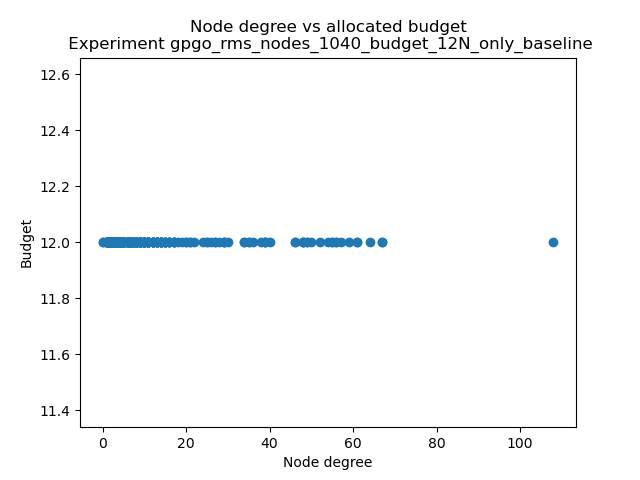 Node degree vs allocated budget
Experiment gpgo_rms_nodes_1040_budget_12N_only_baseline
12.6
12.4
12.2
12.0
11.8
11.6
11.4
Budget
0 20 40 60 80 100
Node degree